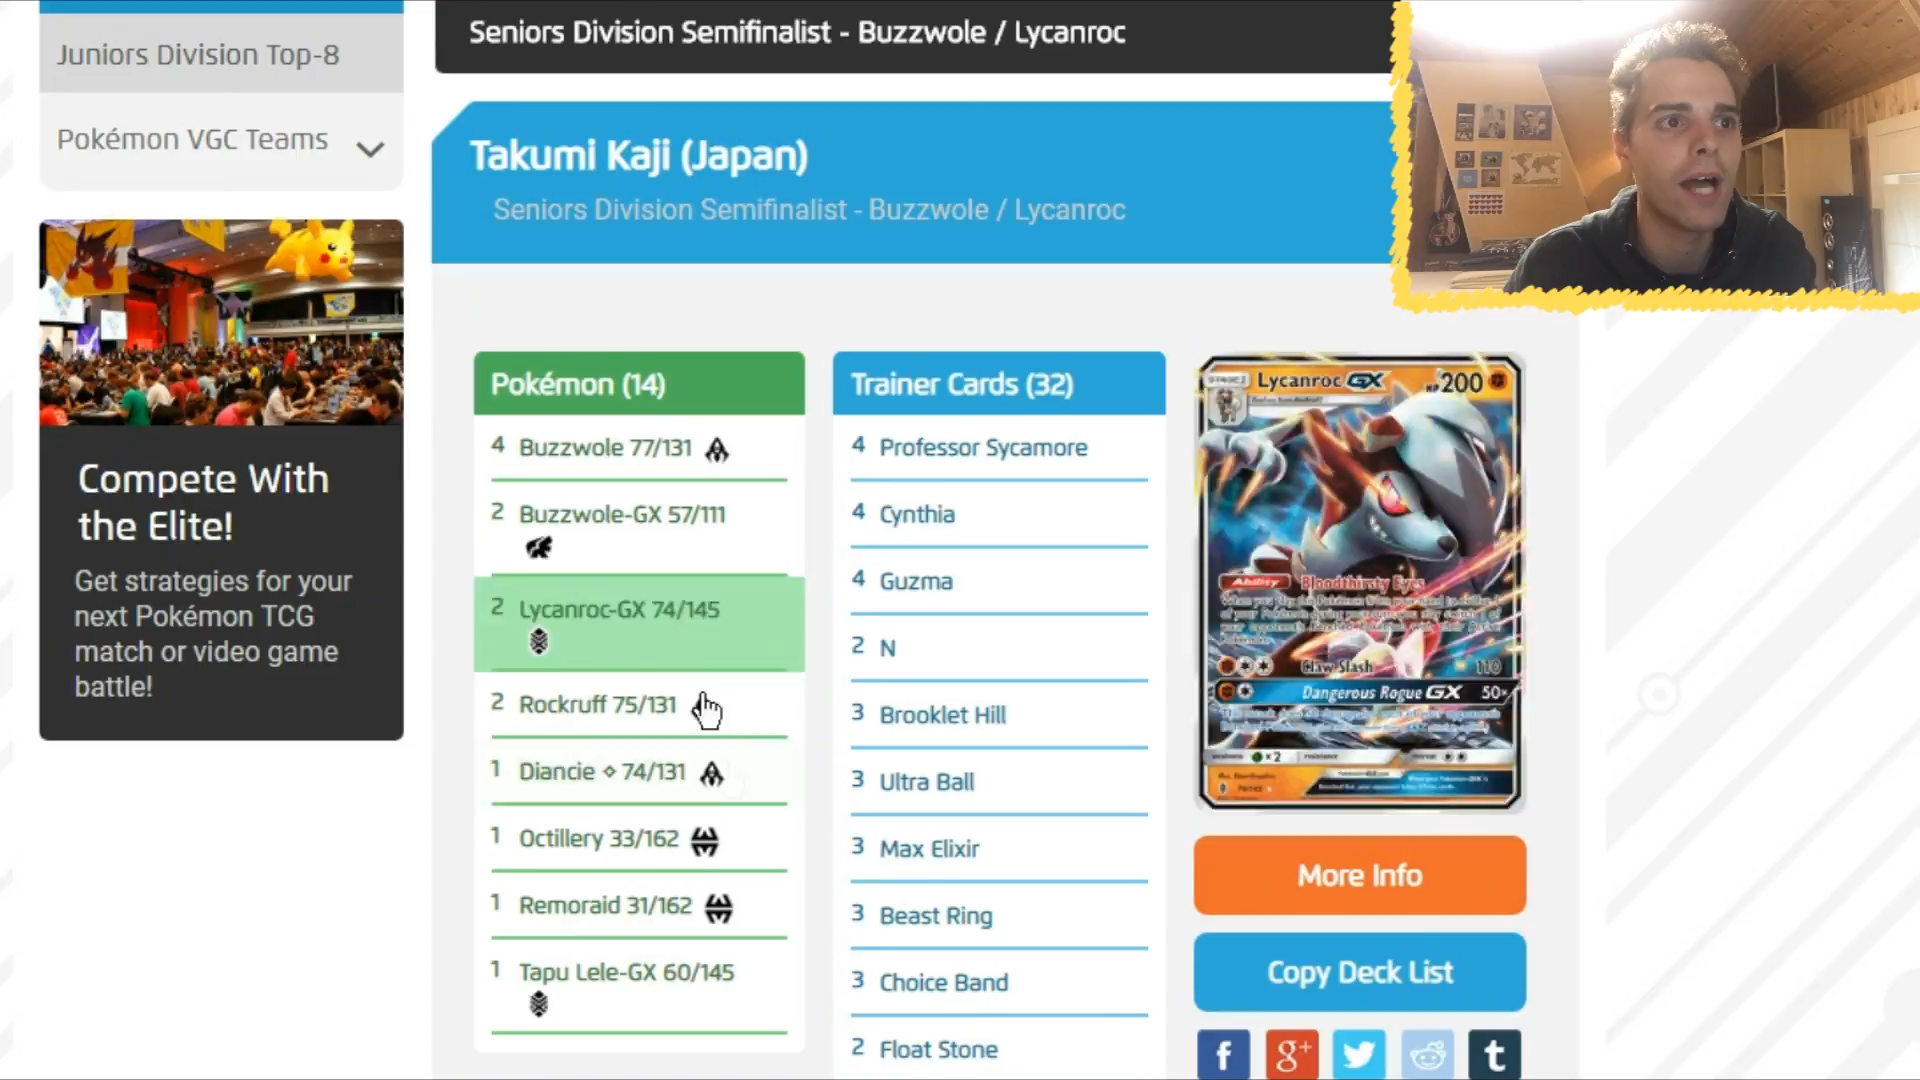 Juniors Division Top-8
Pokémon VGC Teams
Compete With
the Elite!
Get strategies for your
next Pokémon TCG
match or video game
battle!
Seniors Division Semifinalist - Buzzwole / Lycanroc
Takumi Kaji (Japan)
Seniors Division Semifinalist - Buzzwole / Lycanroc
Pokémon (14)
4 Buzzwole 77/131
2 Buzzwole-GX 57/111
2 Lycanroc-GX 74/145
2 Rockruff 75/131
1 Diancie ⋄ 74/131
1 Octillery 33/162
1 Remoraid 31/162
1 Tapu Lele-GX 60/145
Trainer Cards (32)
4 Professor Sycamore
4 Cynthia
4 Guzma
2 N
3 Brooklet Hill
3 Ultra Ball
3 Max Elixir
3 Beast Ring
3 Choice Band
2 Float Stone
Lycanroc GX HP 200
Ability Bloodthirsty Eyes
Claw Slash 110
Dangerous Rogue GX 50×
×2
More Info
Copy Deck List
f g+ t